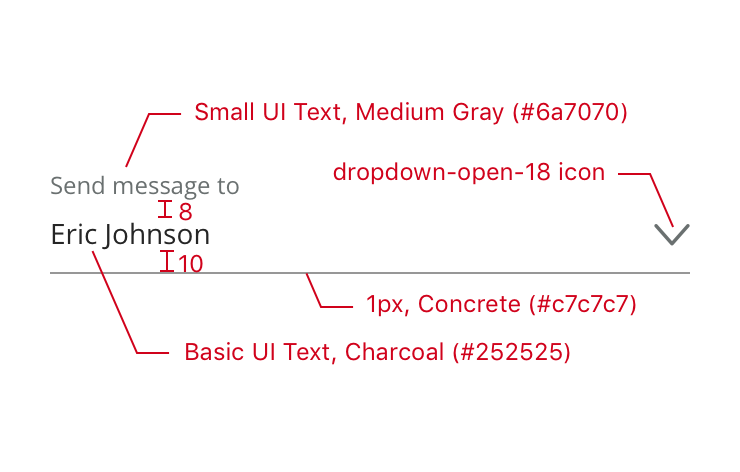 Small UI Text, Medium Gray (#6a7070)
dropdown-open-18 icon
Send message to
8
Eric Johnson
10
1px, Concrete (#c7c7c7)
Basic UI Text, Charcoal (#252525)